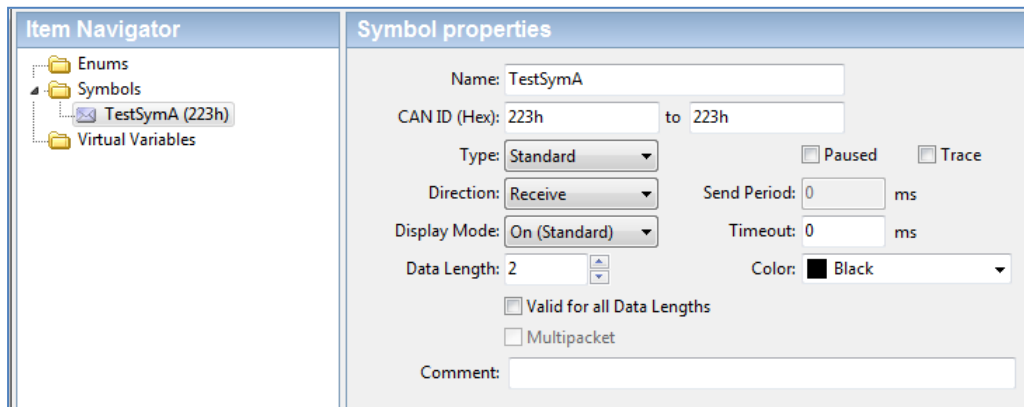 Item Navigator
Enums
Symbols
TestSymA (223h)
Virtual Variables
Symbol properties
Name: TestSymA
CAN ID (Hex): 223h to 223h
Type: Standard Paused Trace
Direction: Receive Send Period: 0 ms
Display Mode: On (Standard) Timeout: 0 ms
Data Length: 2 Color: Black
Valid for all Data Lengths
Multipacket
Comment: